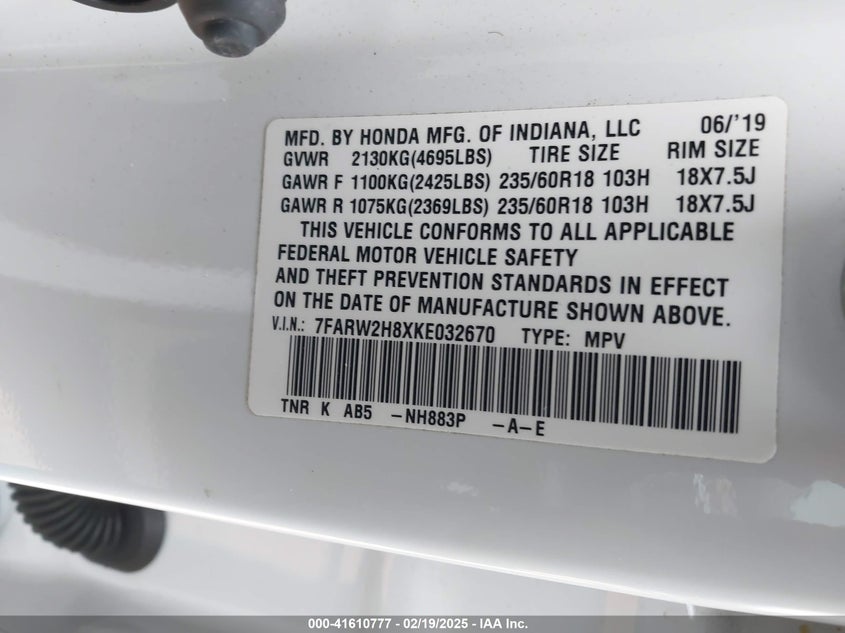 MFD. BY HONDA MFG. OF INDIANA, LLC 06/'19
GVWR 2130KG(4695LBS) TIRE SIZE RIM SIZE
GAWR F 1100KG(2425LBS) 235/60R18 103H 18X7.5J
GAWR R 1075KG(2369LBS) 235/60R18 103H 18X7.5J
THIS VEHICLE CONFORMS TO ALL APPLICABLE
FEDERAL MOTOR VEHICLE SAFETY
AND THEFT PREVENTION STANDARDS IN EFFECT
ON THE DATE OF MANUFACTURE SHOWN ABOVE.
V.I.N.: 7FARW2H8XKE032670 TYPE: MPV
TNR K AB5 -NH883P -A-E
000-41610777 - 02/19/2025 - IAA Inc.